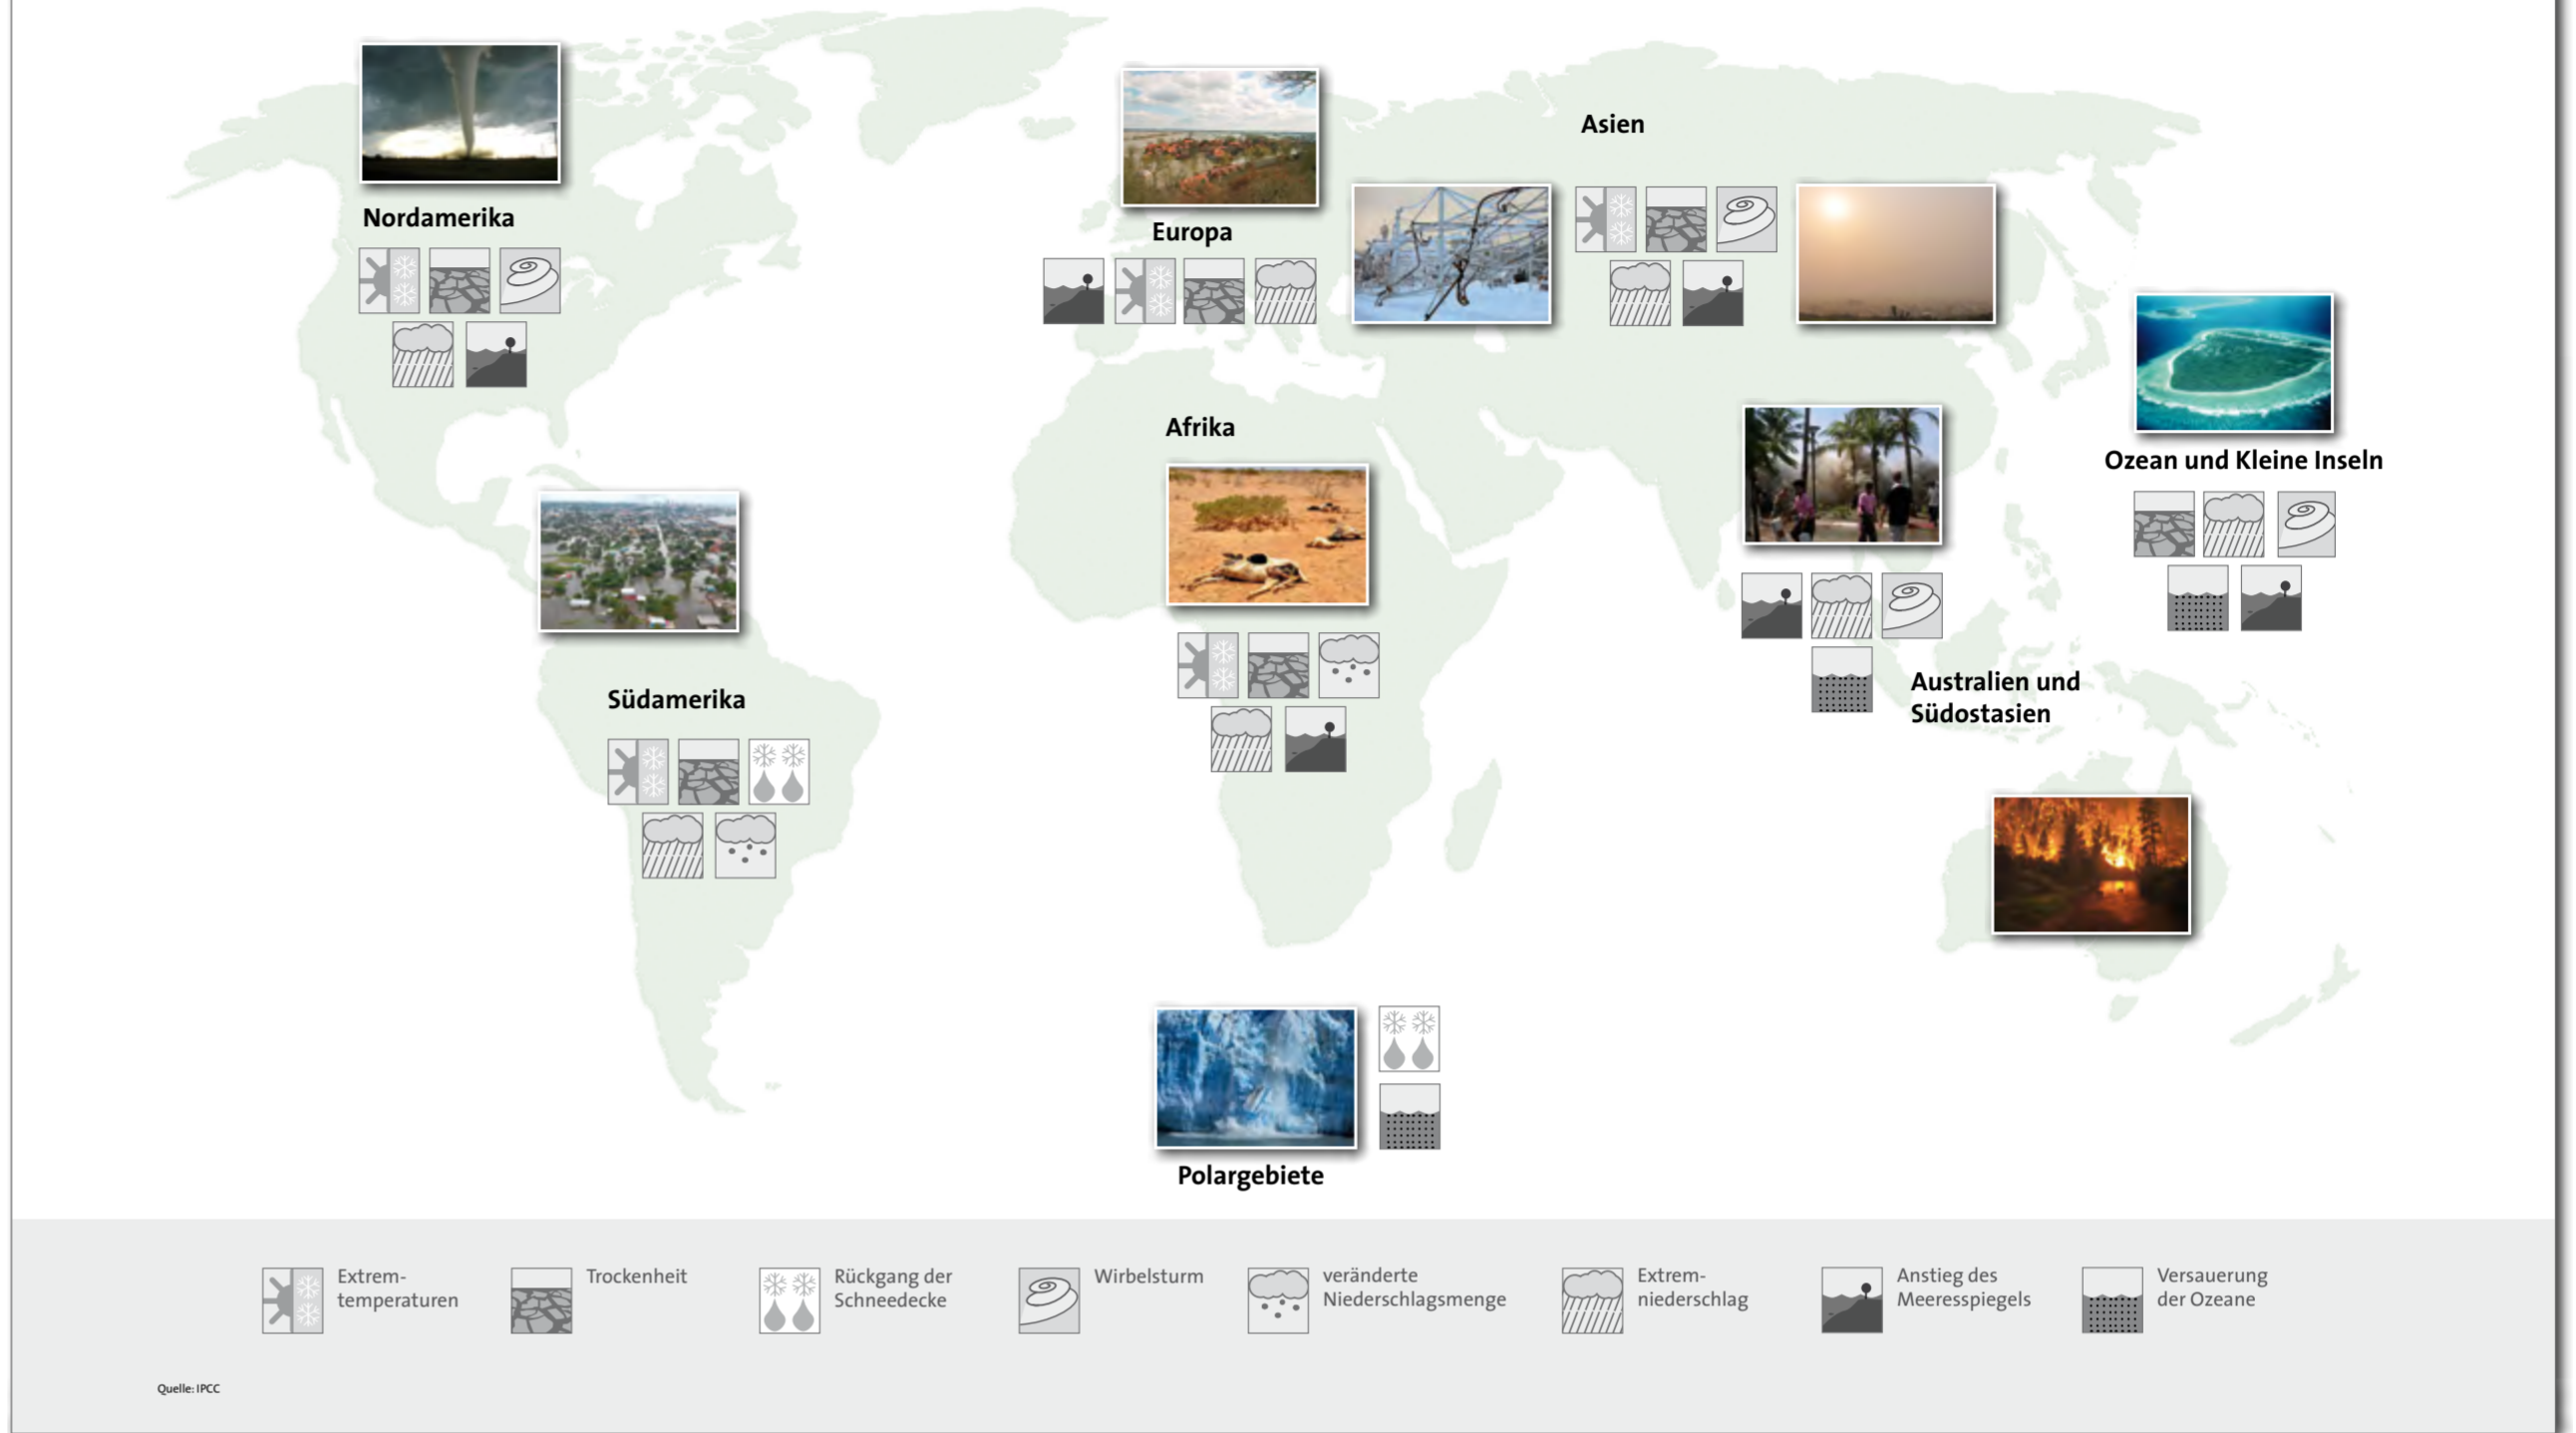 Nordamerika
Europa
Asien
Afrika
Ozean und Kleine Inseln
Südamerika
Australien und
Südostasien
Polargebiete
Extrem-
temperaturen
Trockenheit
Rückgang der
Schneedecke
Wirbelsturm
veränderte
Niederschlagsmenge
Extrem-
niederschlag
Anstieg des
Meeresspiegels
Versauerung
der Ozeane
Quelle: IPCC